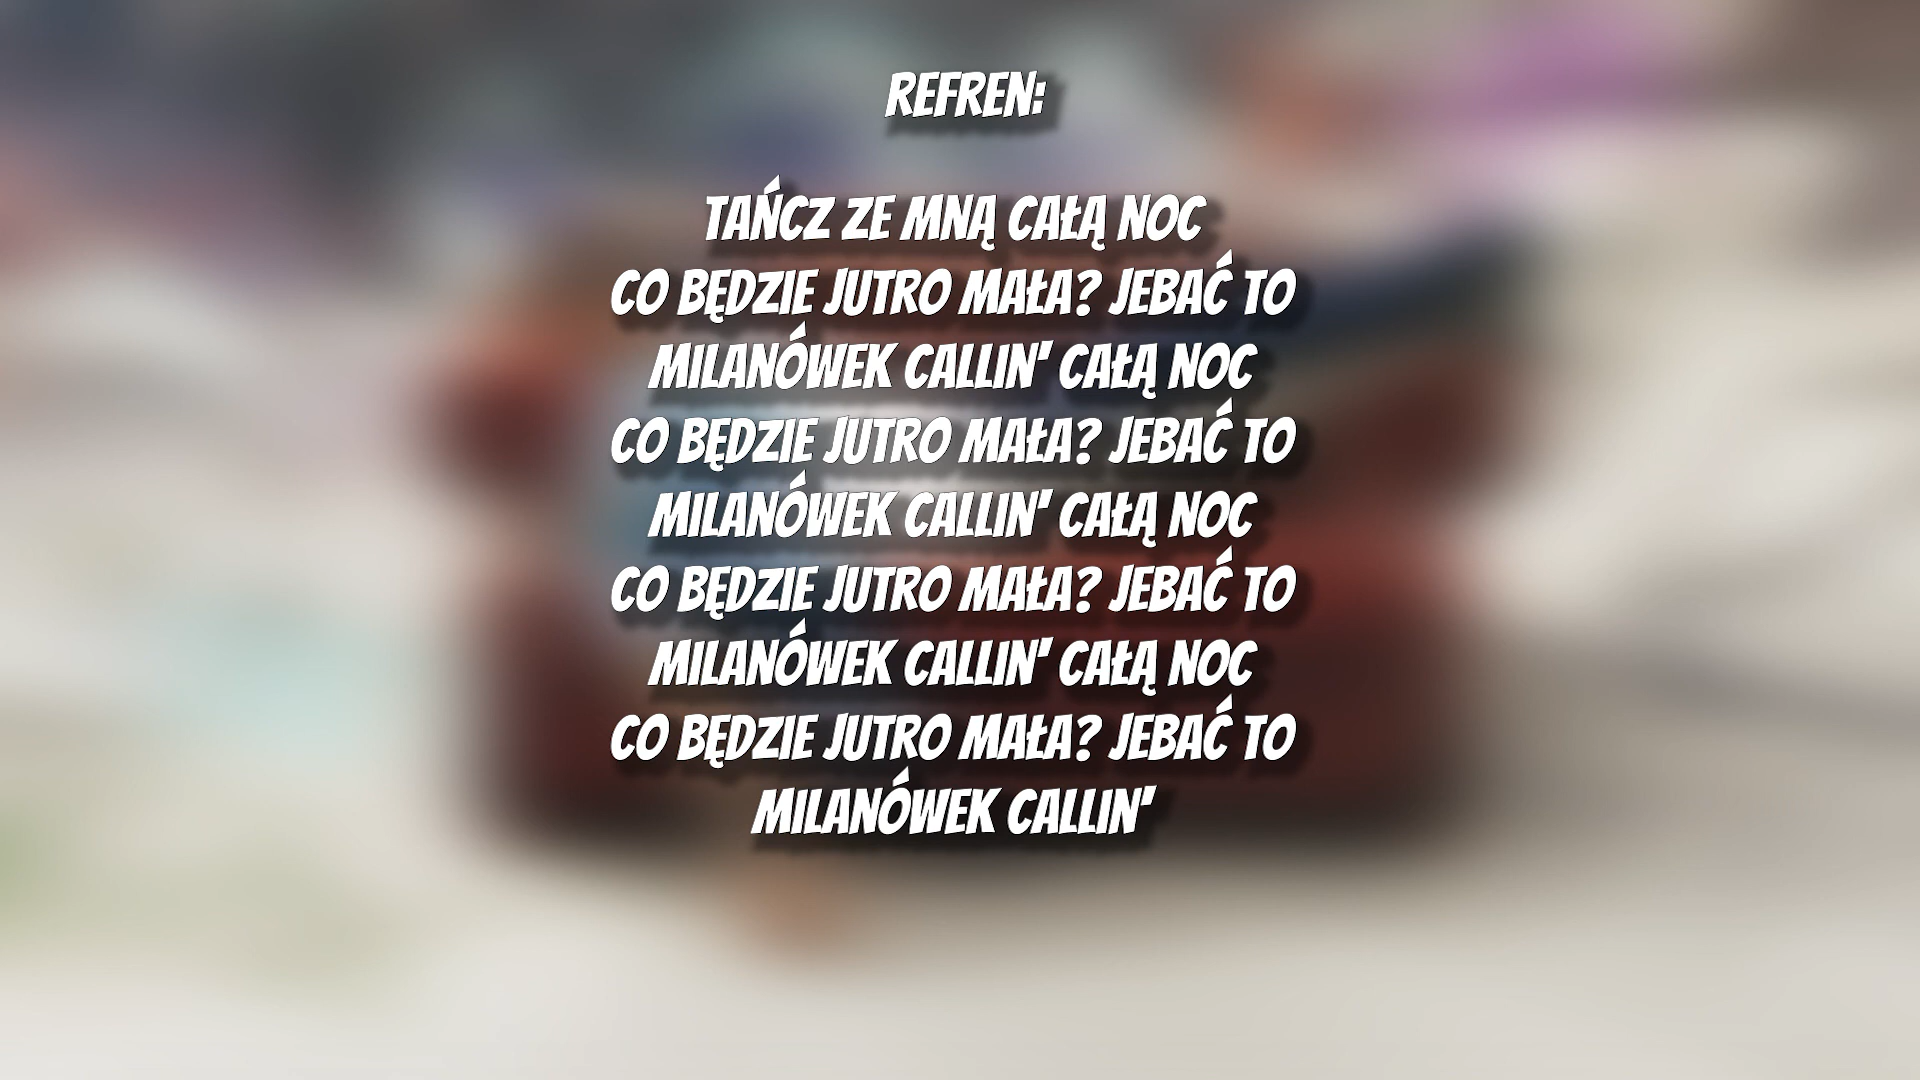 REFREN:
TAŃCZ ZE MNĄ CAŁĄ NOC
CO BĘDZIE JUTRO MAŁA? JEBAĆ TO
MILANÓWEK CALLIN' CAŁĄ NOC
CO BĘDZIE JUTRO MAŁA? JEBAĆ TO
MILANÓWEK CALLIN' CAŁĄ NOC
CO BĘDZIE JUTRO MAŁA? JEBAĆ TO
MILANÓWEK CALLIN' CAŁĄ NOC
CO BĘDZIE JUTRO MAŁA? JEBAĆ TO
MILANÓWEK CALLIN'